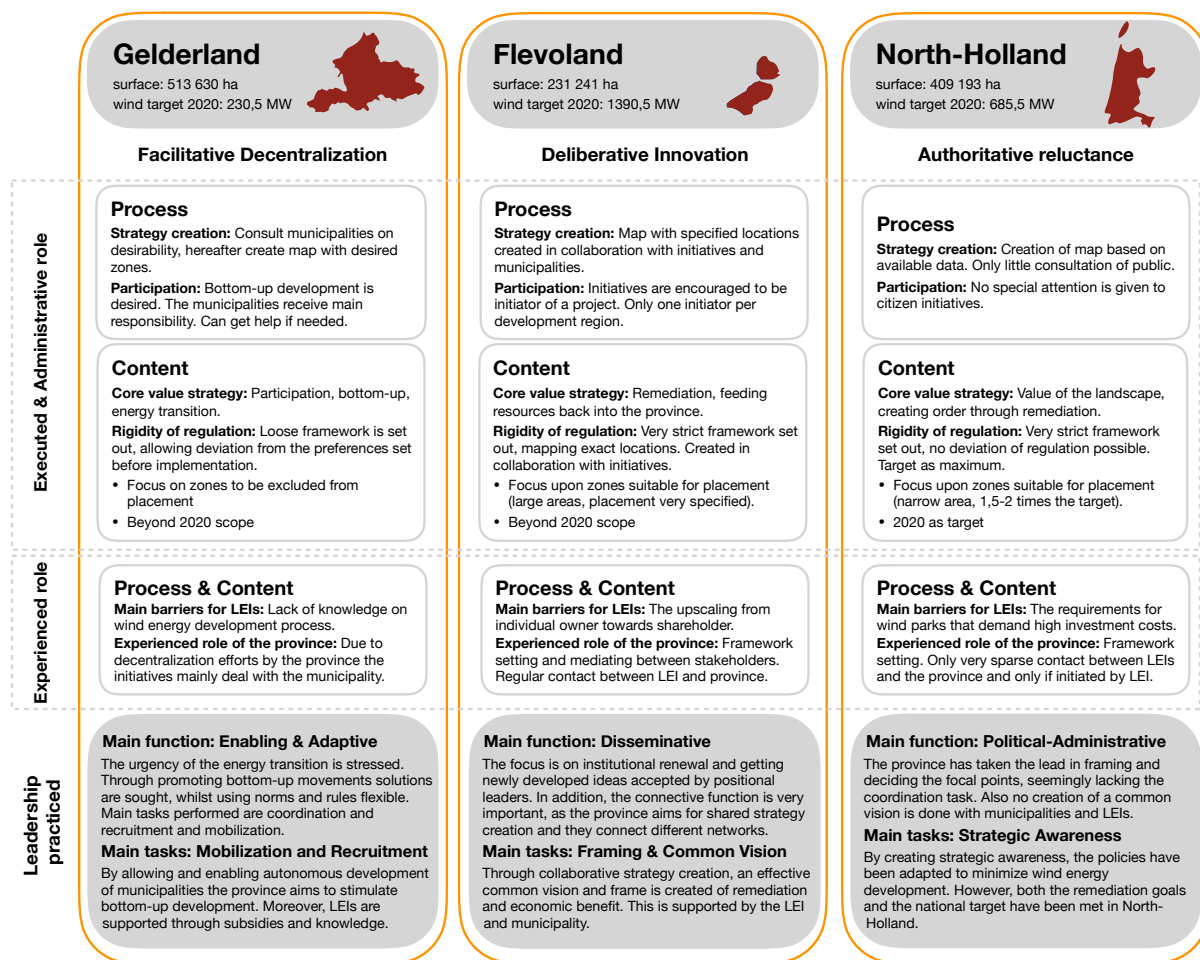 Gelderland
surface: 513 630 ha
wind target 2020: 230,5 MW
Flevoland
surface: 231 241 ha
wind target 2020: 1390,5 MW
North-Holland
surface: 409 193 ha
wind target 2020: 685,5 MW
Facilitative Decentralization
Deliberative Innovation
Authoritative reluctance
Executed & Administrative role
Process
Strategy creation: Consult municipalities on
desirability, hereafter create map with desired
zones.
Participation: Bottom-up development is
desired. The municipalities receive main
responsibility. Can get help if needed.
Process
Strategy creation: Map with specified locations
created in collaboration with initiatives and
municipalities.
Participation: Initiatives are encouraged to be
initiator of a project. Only one initiator per
development region.
Process
Strategy creation: Creation of map based on
available data. Only little consultation of public.
Participation: No special attention is given to
citizen initiatives.
Content
Core value strategy: Participation, bottom-up,
energy transition.
Rigidity of regulation: Loose framework is set
out, allowing deviation from the preferences set
before implementation.
• Focus on zones to be excluded from
placement
• Beyond 2020 scope
Content
Core value strategy: Remediation, feeding
resources back into the province.
Rigidity of regulation: Very strict framework set
out, mapping exact locations. Created in
collaboration with initiatives.
• Focus upon zones suitable for placement
(large areas, placement very specified).
• Beyond 2020 scope
Content
Core value strategy: Value of the landscape,
creating order through remediation.
Rigidity of regulation: Very strict framework
set out, no deviation of regulation possible.
Target as maximum.
• Focus upon zones suitable for placement
(narrow area, 1,5-2 times the target).
• 2020 as target
Experienced role
Process & Content
Main barriers for LEIs: Lack of knowledge on
wind energy development process.
Experienced role of the province: Due to
decentralization efforts by the province the
initiatives mainly deal with the municipality.
Process & Content
Main barriers for LEIs: The upscaling from
individual owner towards shareholder.
Experienced role of the province: Framework
setting and mediating between stakeholders.
Regular contact between LEI and province.
Process & Content
Main barriers for LEIs: The requirements for
wind parks that demand high investment costs.
Experienced role of the province: Framework
setting. Only very sparse contact between LEIs
and the province and only if initiated by LEI.
Leadership
practiced
Main function: Enabling & Adaptive
The urgency of the energy transition is stressed.
Through promoting bottom-up movements solutions
are sought, whilst using norms and rules flexible.
Main tasks performed are coordination and
recruitment and mobilization.
Main tasks: Mobilization and Recruitment
By allowing and enabling autonomous development
of municipalities the province aims to stimulate
bottom-up development. Moreover, LEIs are
supported through subsidies and knowledge.
Main function: Disseminative
The focus is on institutional renewal and getting
newly developed ideas accepted by positional
leaders. In addition, the connective function is very
important, as the province aims for shared strategy
creation and they connect different networks.
Main tasks: Framing & Common Vision
Through collaborative strategy creation, an effective
common vision and frame is created of remediation
and economic benefit. This is supported by the LEI
and municipality.
Main function: Political-Administrative
The province has taken the lead in framing and
deciding the focal points, seemingly lacking the
coordination task. Also no creation of a common
vision is done with municipalities and LEIs.
Main tasks: Strategic Awareness
By creating strategic awareness, the policies have
been adapted to minimize wind energy
development. However, both the remediation goals
and the national target have been met in North-
Holland.